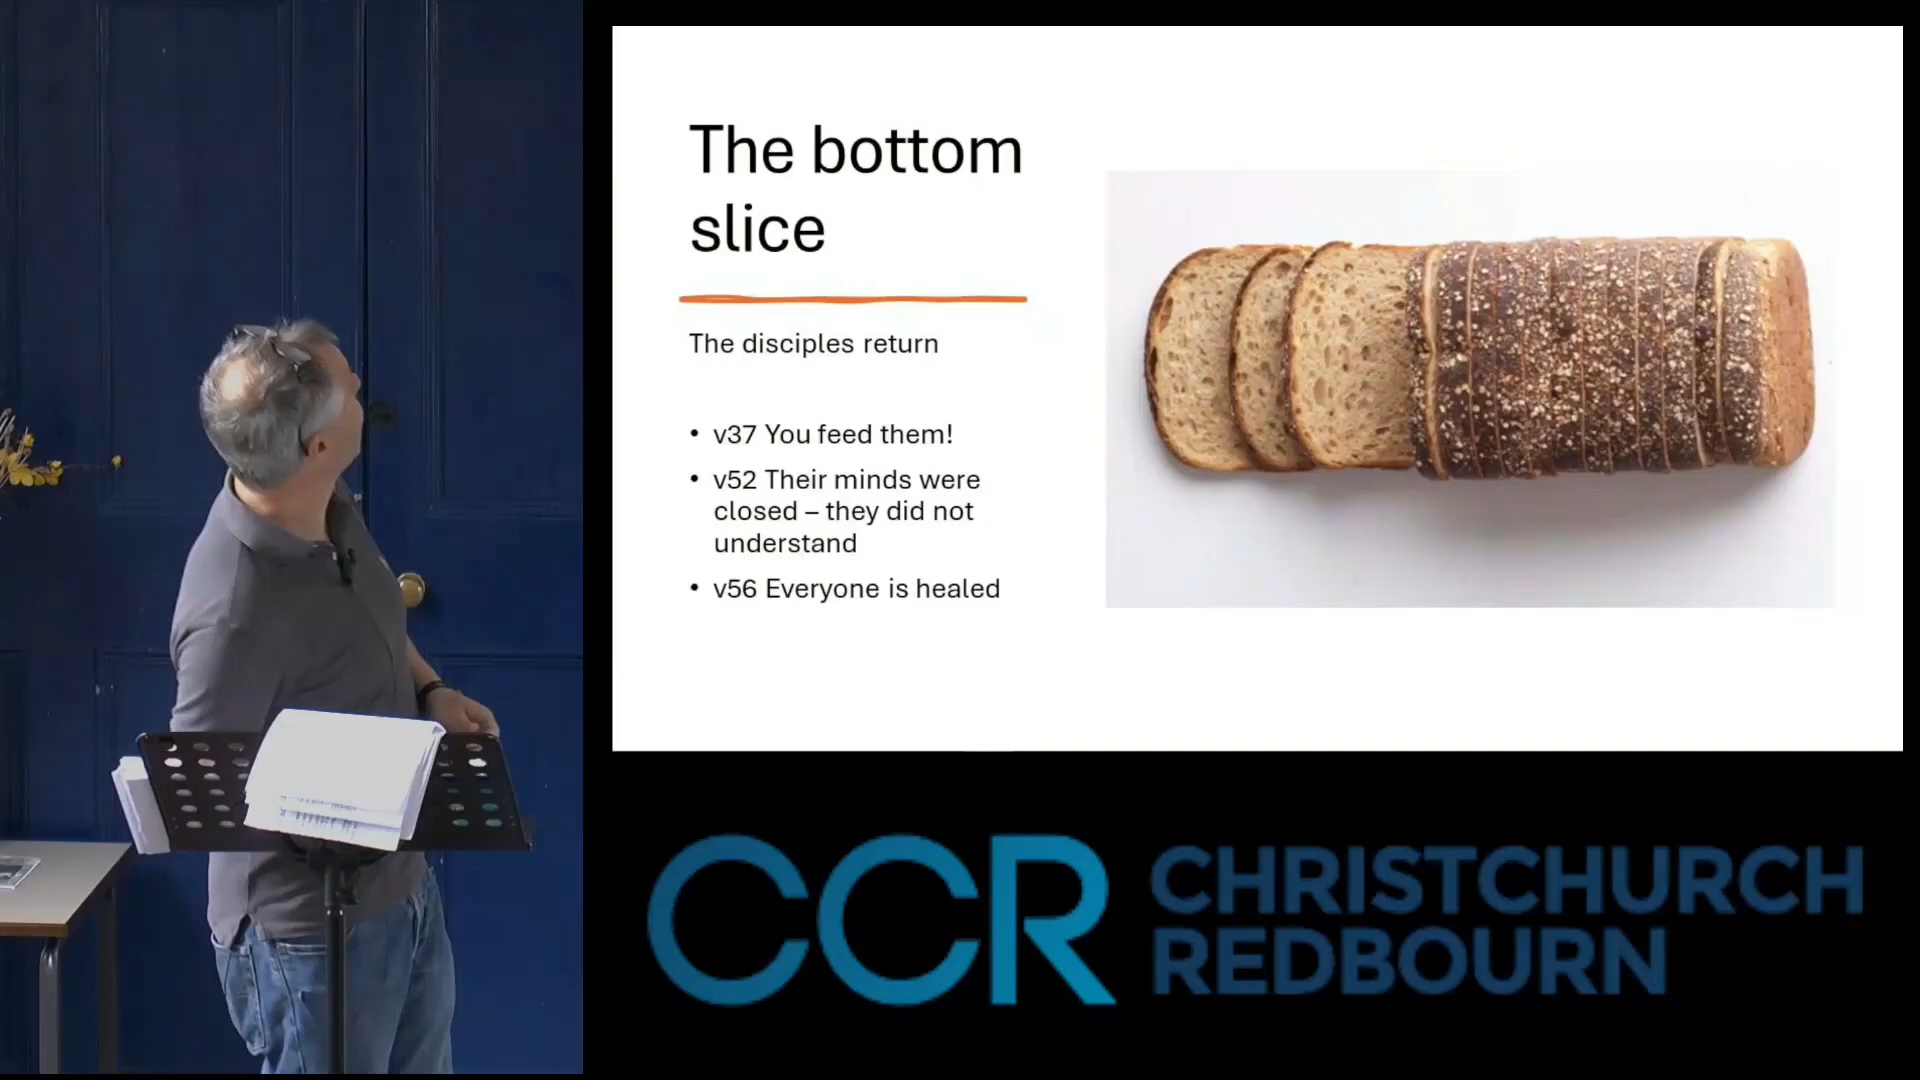 The bottom
slice
The disciples return
• v37 You feed them!
• v52 Their minds were
closed – they did not
understand
• v56 Everyone is healed
CCR CHRISTCHURCH
REDBOURN